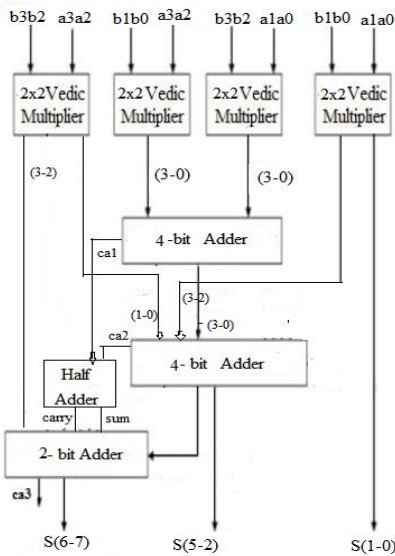 b3b2 a3a2 b1b0 a3a2 b3b2 a1a0 b1b0 a1a0
2x2Vedic 2x2Vedic 2x2Vedic 2x2Vedic
Multiplier Multiplier Multiplier Multiplier
(3-2)
(3-0) (3-0)
4-bit Adder
ca1
(3-2)
(1-0)
(3-0)
ca2
4- bit Adder
Half
Adder
carry sum
2- bit Adder
ca3
S(6-7) S(5-2) S(1-0)